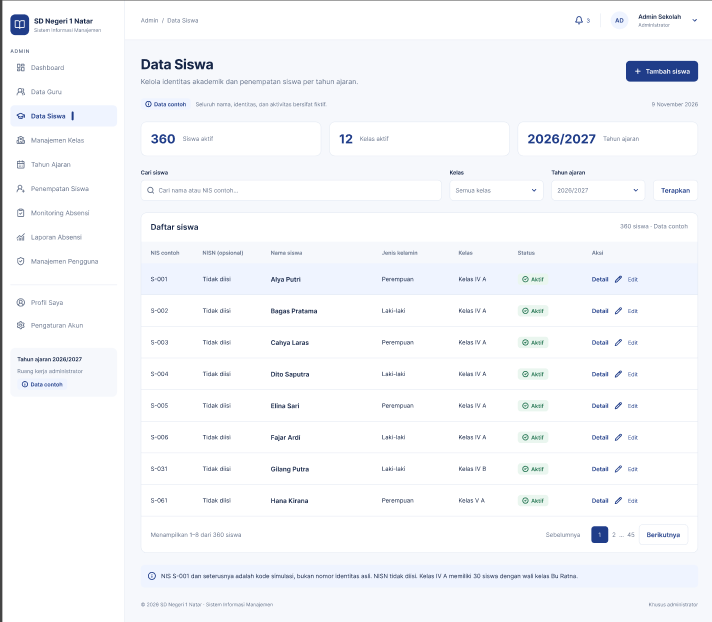 SD Negeri 1 Natar
Sistem Informasi Manajemen
ADMIN
Dashboard
Data Guru
Data Siswa
Manajemen Kelas
Tahun Ajaran
Penempatan Siswa
Monitoring Absensi
Laporan Absensi
Manajemen Pengguna
Profil Saya
Pengaturan Akun
Tahun ajaran 2026/2027
Ruang kerja administrator
Data contoh
Admin / Data Siswa
3
AD
Admin Sekolah
Administrator
Data Siswa
Kelola identitas akademik dan penempatan siswa per tahun ajaran.
+ Tambah siswa
Data contoh Seluruh nama, identitas, dan aktivitas bersifat fiktif. 9 November 2026
360 Siswa aktif 12 Kelas aktif 2026/2027 Tahun ajaran
Cari siswa Kelas Tahun ajaran
Cari nama atau NIS contoh... Semua kelas 2026/2027 Terapkan
Daftar siswa 360 siswa · Data contoh
NIS contoh NISN (opsional) Nama siswa Jenis kelamin Kelas Status Aksi
S-001 Tidak diisi Alya Putri Perempuan Kelas IV A Aktif Detail Edit
S-002 Tidak diisi Bagas Pratama Laki-laki Kelas IV A Aktif Detail Edit
S-003 Tidak diisi Cahya Laras Perempuan Kelas IV A Aktif Detail Edit
S-004 Tidak diisi Dito Saputra Laki-laki Kelas IV A Aktif Detail Edit
S-005 Tidak diisi Elina Sari Perempuan Kelas IV A Aktif Detail Edit
S-006 Tidak diisi Fajar Ardi Laki-laki Kelas IV A Aktif Detail Edit
S-031 Tidak diisi Gilang Putra Laki-laki Kelas IV B Aktif Detail Edit
S-061 Tidak diisi Hana Kirana Perempuan Kelas V A Aktif Detail Edit
Menampilkan 1–8 dari 360 siswa Sebelumnya 1 2 ... 45 Berikutnya
NIS S-001 dan seterusnya adalah kode simulasi, bukan nomor identitas asli. NISN tidak diisi. Kelas IV A memiliki 30 siswa dengan wali kelas Bu Ratna.
© 2026 SD Negeri 1 Natar · Sistem Informasi Manajemen Khusus administrator